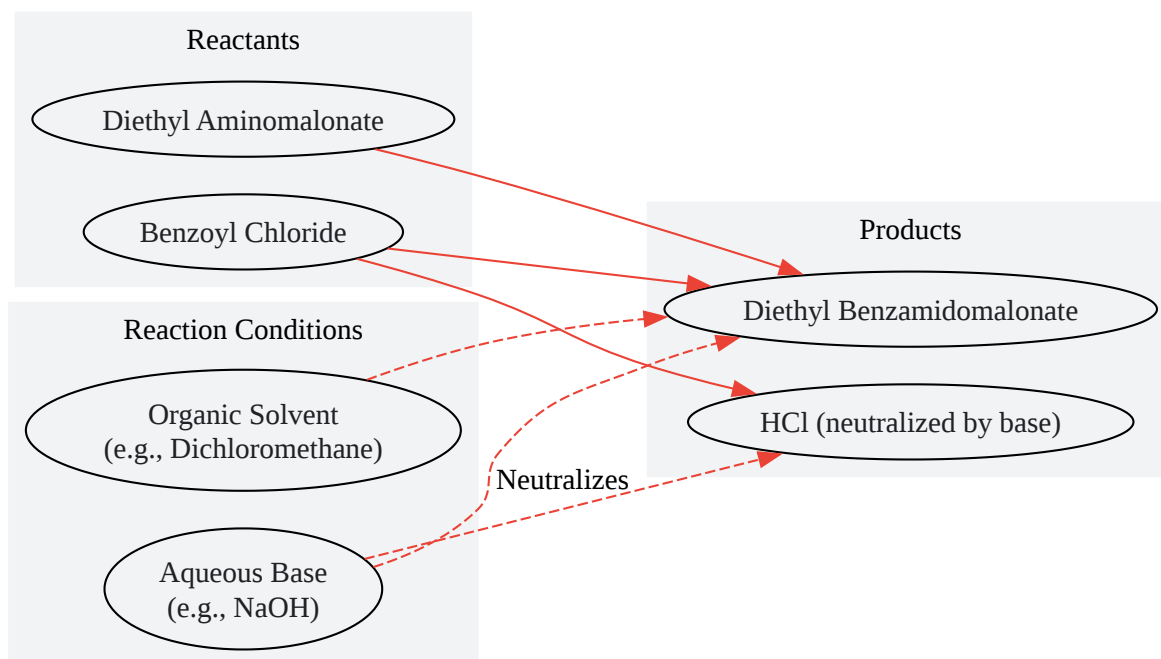 Reactants
Diethyl Aminomalonate
Benzoyl Chloride
Reaction Conditions
Organic Solvent
(e.g., Dichloromethane)
Aqueous Base
(e.g., NaOH)
Neutralizes
Products
Diethyl Benzamidomalonate
HCl (neutralized by base)